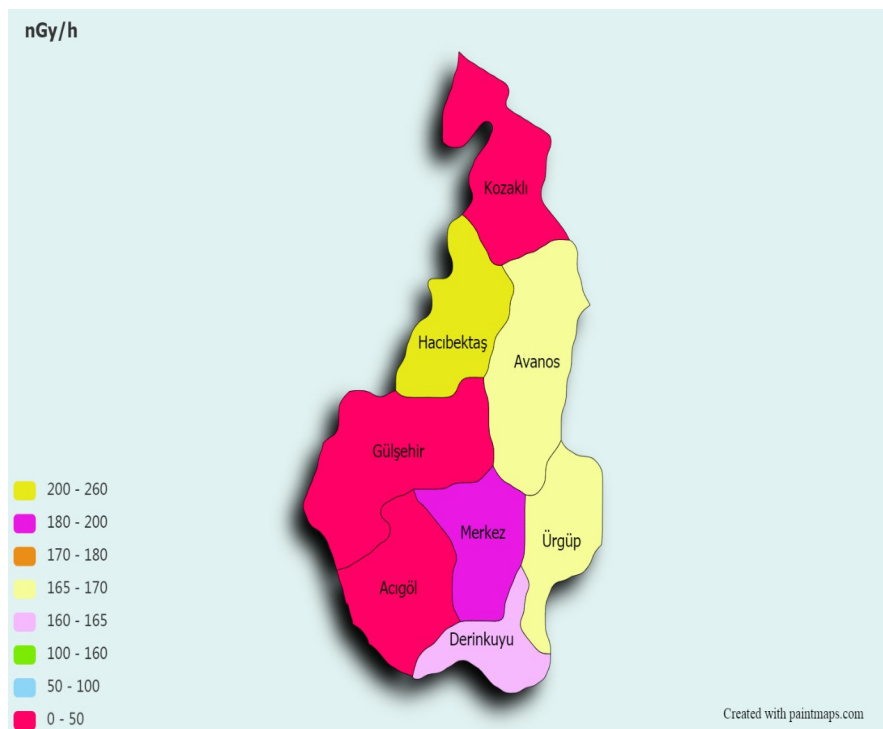 nGy/h
Kozaklı
Hacıbektaş
Avanos
Gülşehir
Merkez
Ürgüp
Acıgöl
Derinkuyu
200 - 260
180 - 200
170 - 180
165 - 170
160 - 165
100 - 160
50 - 100
0 - 50
Created with paintmaps.com